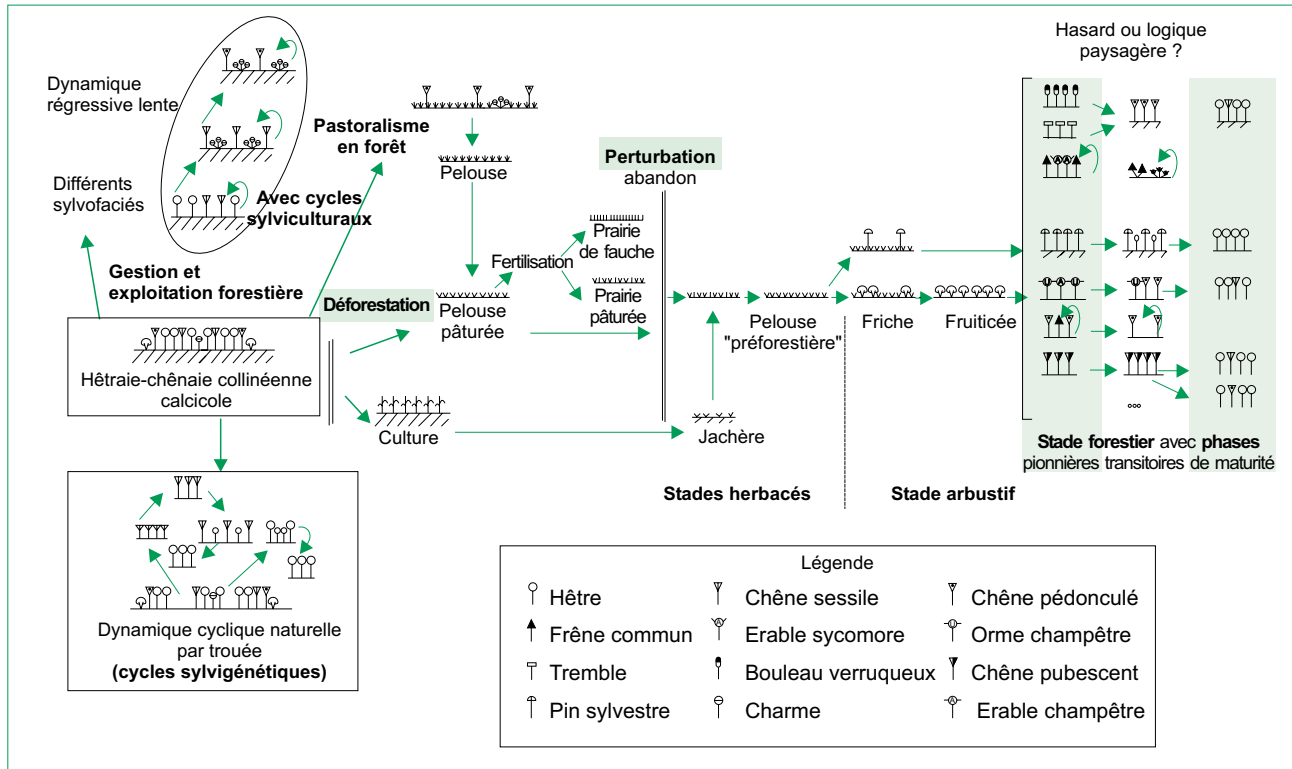 Hasard ou logique
paysagère ?
Dynamique
régressive lente
Pastoralisme
en forêt
Pelouse
Perturbation
abandon
Différents
sylvofaciés
Avec cycles
sylviculturaux
Gestion et
exploitation forestière
Fertilisation
Prairie
de fauche
Prairie
pâturée
Déforestation
Pelouse
pâturée
Pelouse
"préforestière"
Friche
Fruiticée
Hêtraie-chênaie collinéenne
calcicole
Culture
Jachère
Stade forestier avec phases
pionnières transitoires de maturité
Stades herbacés
Stade arbustif
Dynamique cyclique naturelle
par trouée
(cycles sylvigénétiques)
Légende
Hêtre
Chêne sessile
Chêne pédonculé
Frêne commun
Erable sycomore
Orme champêtre
Tremble
Bouleau verruqueux
Chêne pubescent
Pin sylvestre
Charme
Erable champêtre